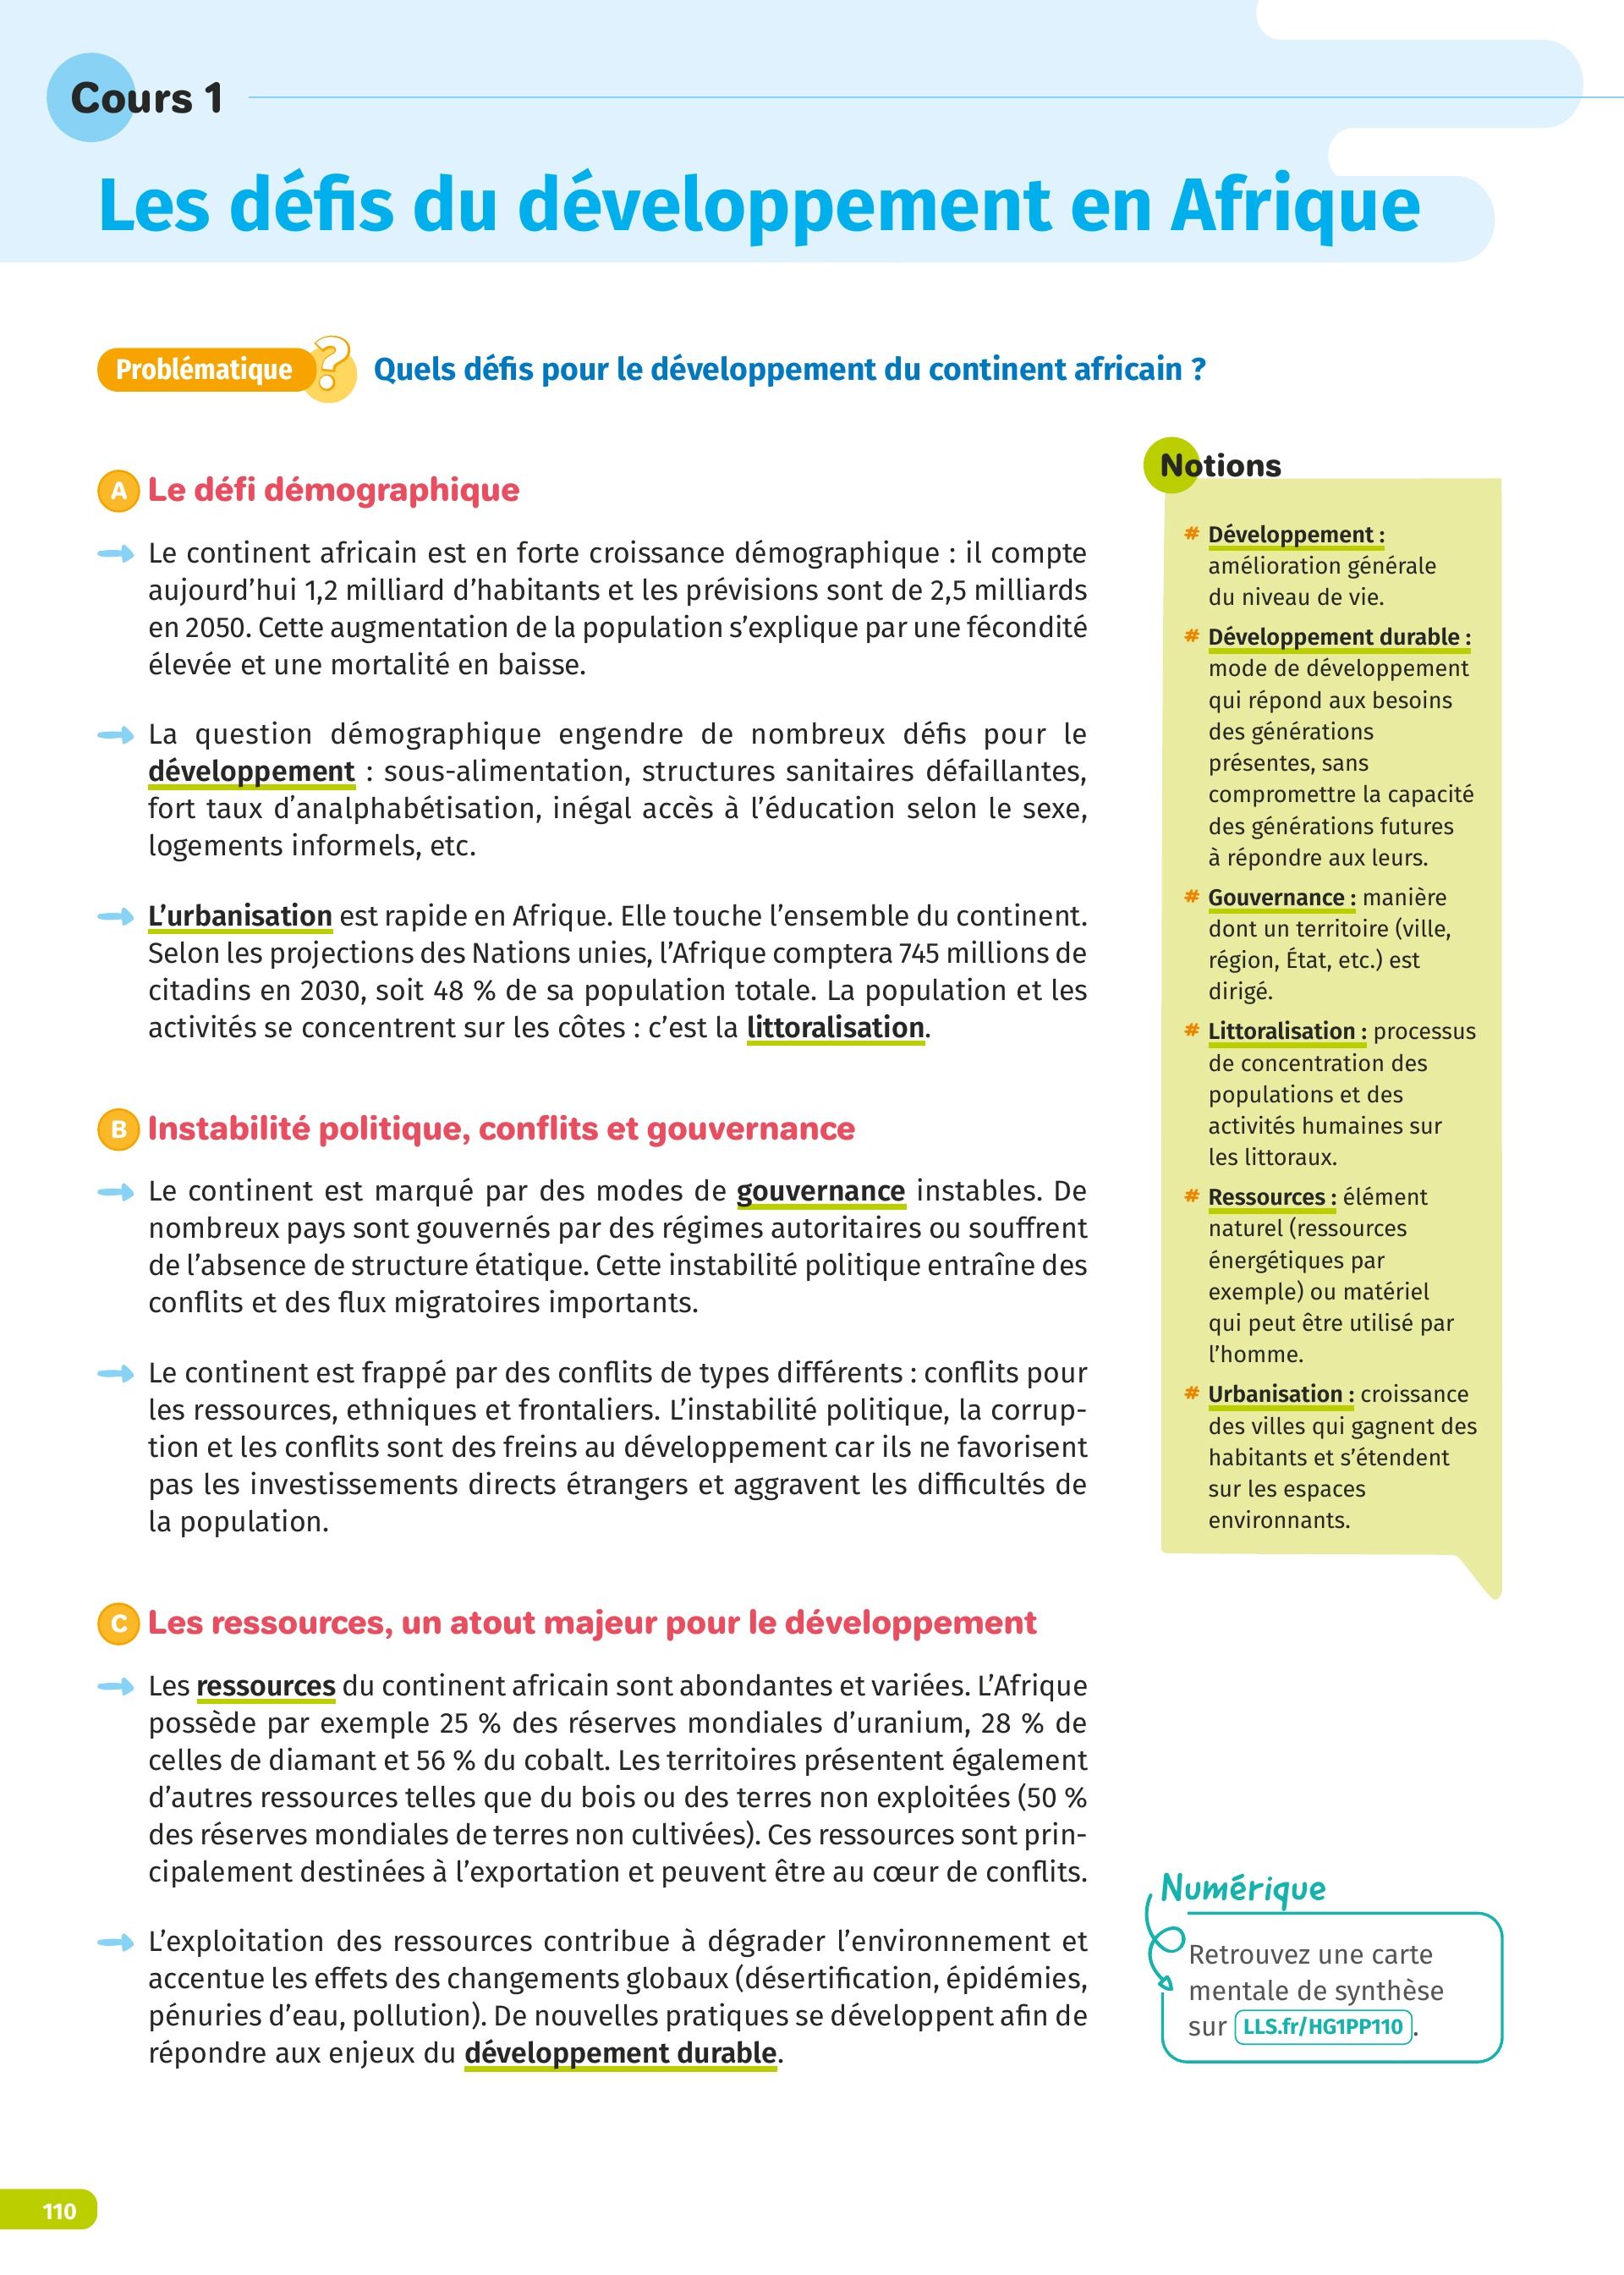 Cours 1
Les défis du développement en Afrique
Problématique ?
Quels défis pour le développement du continent africain ?
A Le défi démographique
Le continent africain est en forte croissance démographique : il compte
aujourd’hui 1,2 milliard d’habitants et les prévisions sont de 2,5 milliards
en 2050. Cette augmentation de la population s’explique par une fécondité
élevée et une mortalité en baisse.
La question démographique engendre de nombreux défis pour le
développement : sous-alimentation, structures sanitaires défaillantes,
fort taux d’analphabétisation, inégal accès à l’éducation selon le sexe,
logements informels, etc.
L’urbanisation est rapide en Afrique. Elle touche l’ensemble du continent.
Selon les projections des Nations unies, l’Afrique comptera 745 millions de
citadins en 2030, soit 48 % de sa population totale. La population et les
activités se concentrent sur les côtes : c’est la littoralisation.
B Instabilité politique, conflits et gouvernance
Le continent est marqué par des modes de gouvernance instables. De
nombreux pays sont gouvernés par des régimes autoritaires ou souffrent
de l’absence de structure étatique. Cette instabilité politique entraîne des
conflits et des flux migratoires importants.
Le continent est frappé par des conflits de types différents : conflits pour
les ressources, ethniques et frontaliers. L’instabilité politique, la corrup-
tion et les conflits sont des freins au développement car ils ne favorisent
pas les investissements directs étrangers et aggravent les difficultés de
la population.
C Les ressources, un atout majeur pour le développement
Les ressources du continent africain sont abondantes et variées. L’Afrique
possède par exemple 25 % des réserves mondiales d’uranium, 28 % de
celles de diamant et 56 % du cobalt. Les territoires présentent également
d’autres ressources telles que du bois ou des terres non exploitées (50 %
des réserves mondiales de terres non cultivées). Ces ressources sont prin-
cipalement destinées à l’exportation et peuvent être au cœur de conflits.
L’exploitation des ressources contribue à dégrader l’environnement et
accentue les effets des changements globaux (désertification, épidémies,
pénuries d’eau, pollution). De nouvelles pratiques se développent afin de
répondre aux enjeux du développement durable.
Notions
# Développement :
amélioration générale
du niveau de vie.
# Développement durable :
mode de développement
qui répond aux besoins
des générations
présentes, sans
compromettre la capacité
des générations futures
à répondre aux leurs.
# Gouvernance : manière
dont un territoire (ville,
région, État, etc.) est
dirigé.
# Littoralisation : processus
de concentration des
populations et des
activités humaines sur
les littoraux.
# Ressources : élément
naturel (ressources
énergétiques par
exemple) ou matériel
qui peut être utilisé par
l’homme.
# Urbanisation : croissance
des villes qui gagnent des
habitants et s’étendent
sur les espaces
environnants.
Numérique
Retrouvez une carte
mentale de synthèse
sur LLS.fr/HG1PP110.
110